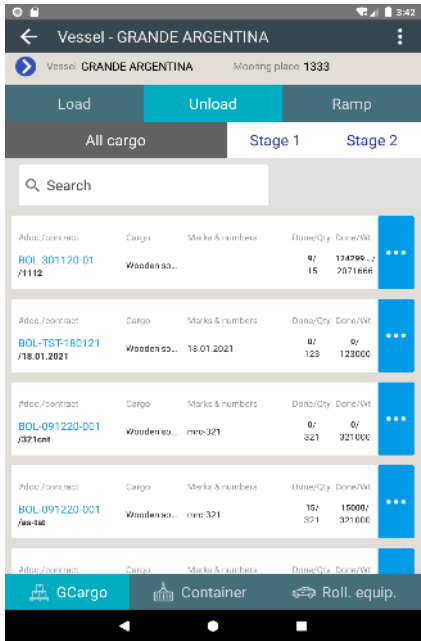 3:42
Vessel - GRANDE ARGENTINA
Vessel GRANDE ARGENTINA Mooring place 1333
Load Unload Ramp
All cargo Stage 1 Stage 2
Search
#doc./contract Cargo Marks & numbers Done/Qty Done/Wt
BOL-301120-01 Wooden so... 9/ 124299.../
/1112 15 2071666
#doc./contract Cargo Marks & numbers Done/Qty Done/Wt
BOL-TST-180121 Wooden so... 18.01.2021 0/ 0/
/18.01.2021 123 123000
#doc./contract Cargo Marks & numbers Done/Qty Done/Wt
BOL-091220-001 Wooden so... mrc-321 0/ 0/
/321cnt 321 321000
#doc./contract Cargo Marks & numbers Done/Qty Done/Wt
BOL-091220-001 Wooden so... mrc-321 15/ 15000/
/as-tst 321 321000
#doc./contract Cargo Marks & numbers Done/Qty Done/Wt
GCargo Container Roll. equip.